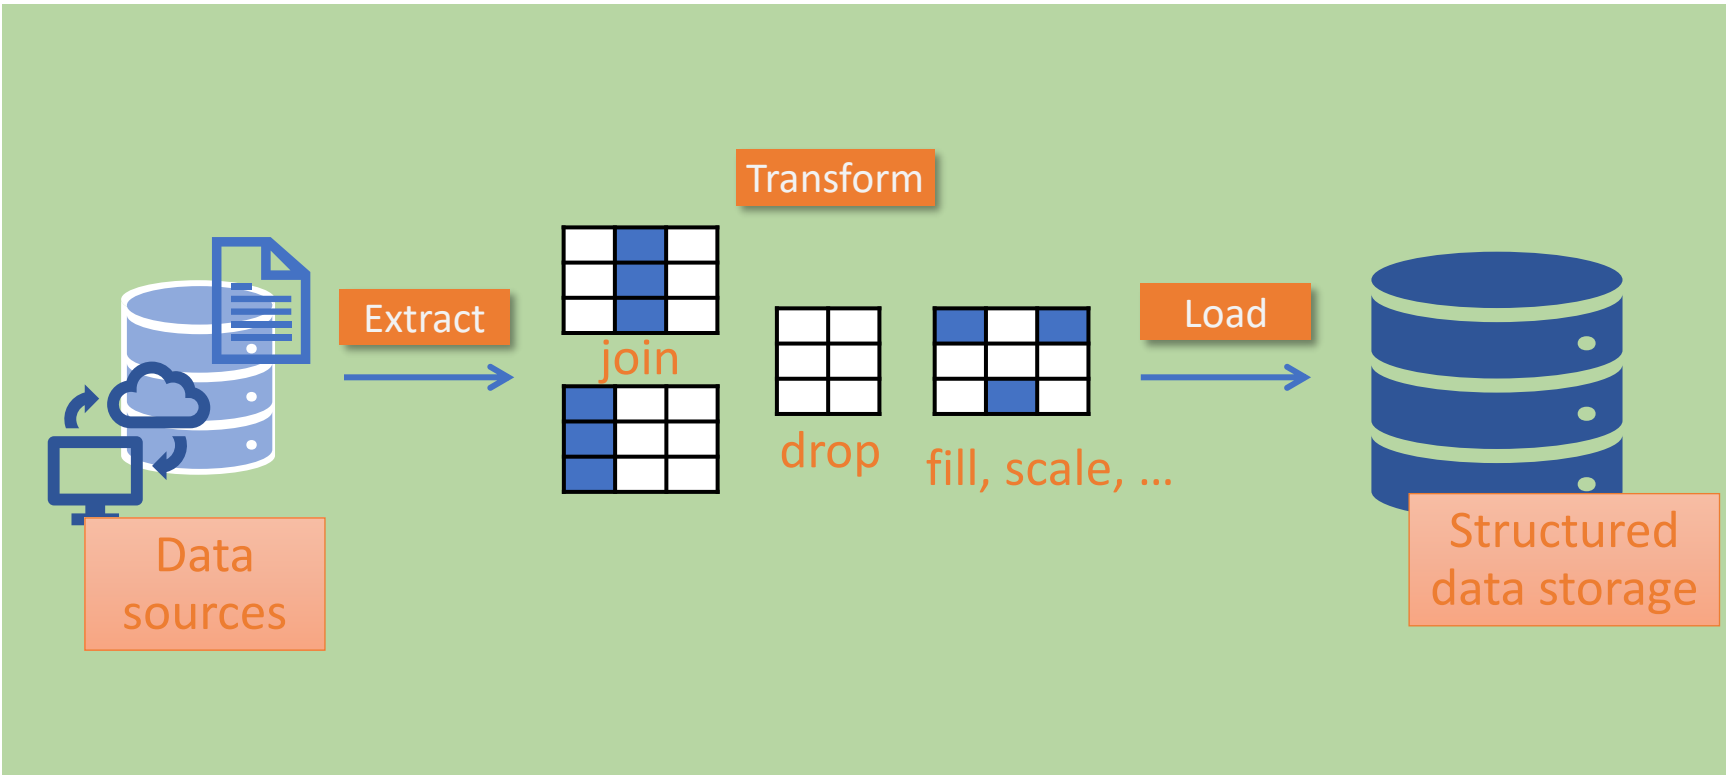 Transform
Extract
Load
join
drop
fill, scale, ...
Data
sources
Structured
data storage